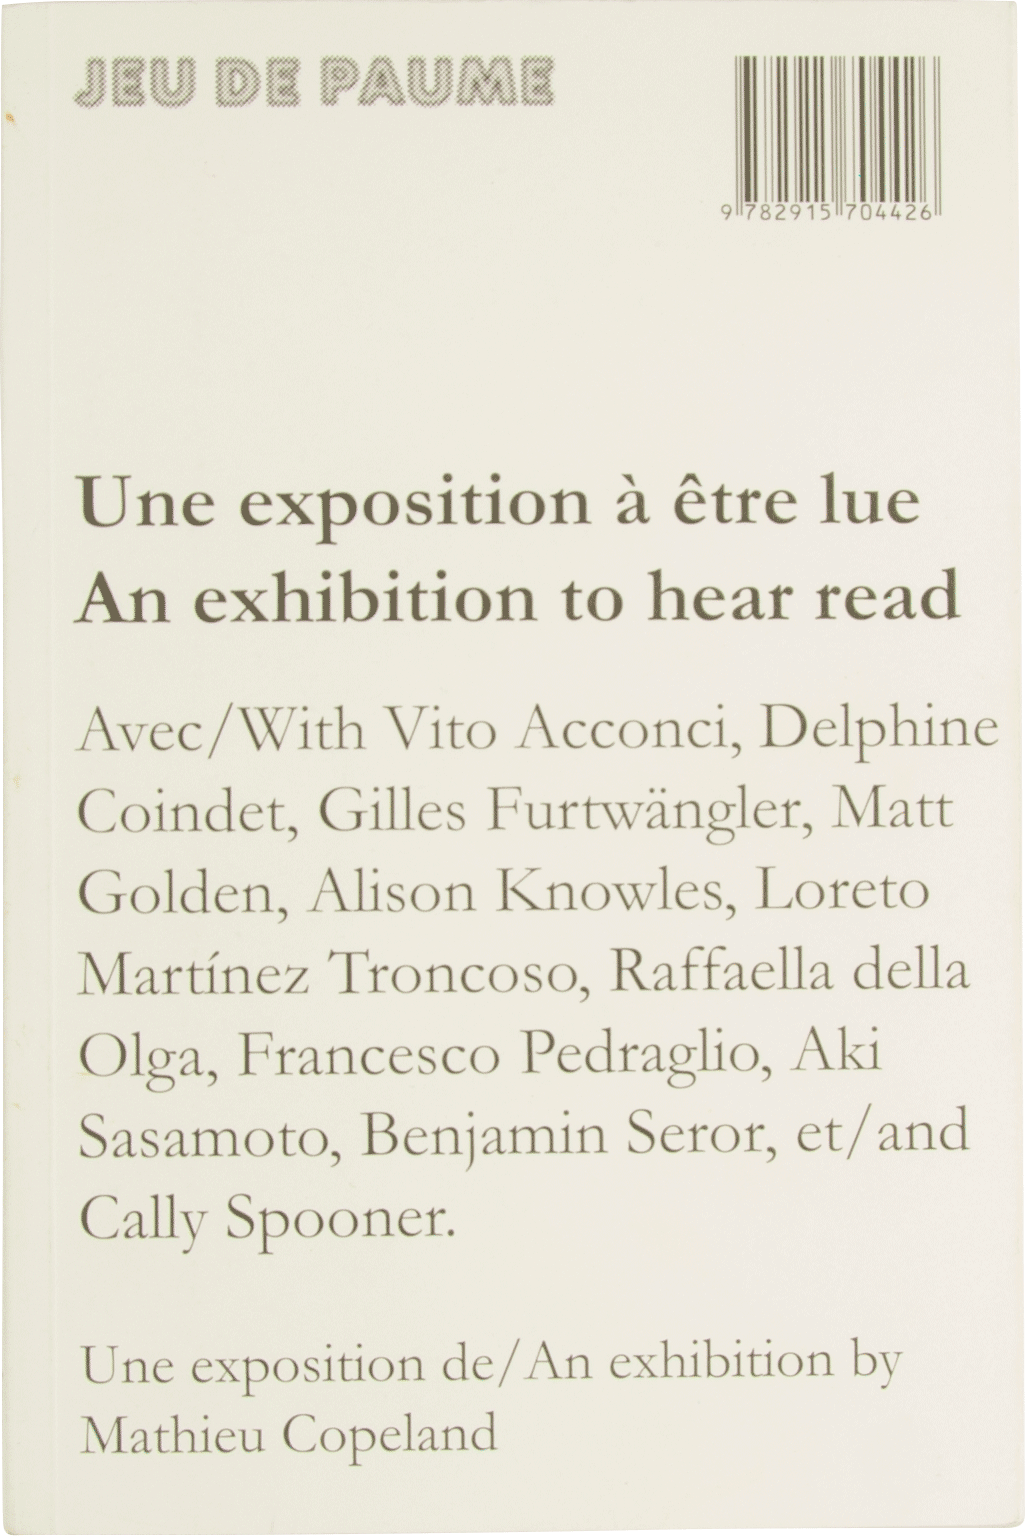 JEU DE PAUME
9 782915 704426
Une exposition à être lue
An exhibition to hear read
Avec/With Vito Acconci, Delphine
Coindet, Gilles Furtwängler, Matt
Golden, Alison Knowles, Loreto
Martínez Troncoso, Raffaella della
Olga, Francesco Pedraglio, Aki
Sasamoto, Benjamin Seror, et/and
Cally Spooner.
Une exposition de/An exhibition by
Mathieu Copeland